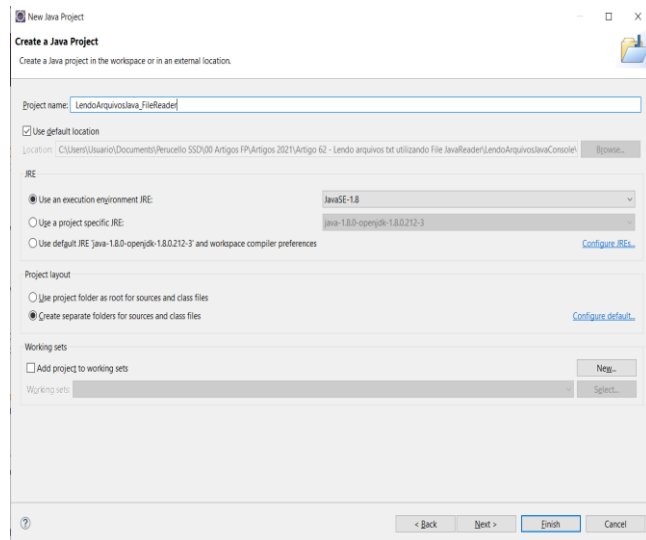 New Java Project
Create a Java Project
Create a Java project in the workspace or in an external location.
Project name: LendoArquivosJava_FileReader
Use default location
Location: C:\Users\Usuario\Documents\Perucello SSD\00 Artigos FP\Artigos 2021\Artigo 62 - Lendo arquivos txt utilizando File JavaReader\LendoArquivosJavaConsole\ Browse...
JRE
Use an execution environment JRE: JavaSE-1.8
Use a project specific JRE: java-1.8.0-openjdk-1.8.0.212-3
Use default JRE 'java-1.8.0-openjdk-1.8.0.212-3' and workspace compiler preferences Configure JREs...
Project layout
Use project folder as root for sources and class files
Create separate folders for sources and class files Configure default...
Working sets
Add project to working sets New...
Working sets: Select...
? < Back Next > Finish Cancel